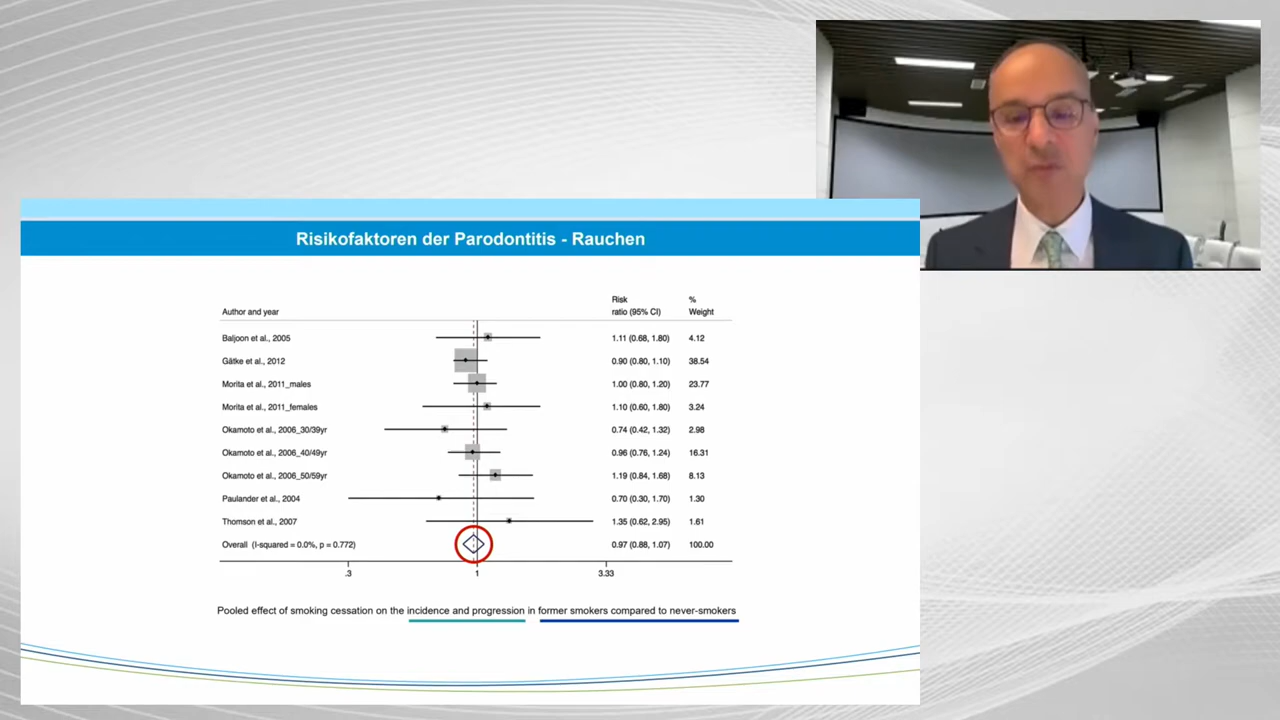 Risikofaktoren der Parodontitis - Rauchen
Risk %
Author and year ratio (95% CI) Weight
Baljoon et al., 2005 1.11 (0.68, 1.80) 4.12
Gätke et al., 2012 0.90 (0.80, 1.10) 38.54
Morita et al., 2011_males 1.00 (0.80, 1.20) 23.77
Morita et al., 2011_females 1.10 (0.60, 1.80) 3.24
Okamoto et al., 2006_30/39yr 0.74 (0.42, 1.32) 2.98
Okamoto et al., 2006_40/49yr 0.96 (0.76, 1.24) 16.31
Okamoto et al., 2006_50/59yr 1.19 (0.84, 1.68) 8.13
Paulander et al., 2004 0.70 (0.30, 1.70) 1.30
Thomson et al., 2007 1.35 (0.62, 2.95) 1.61
Overall (I-squared = 0.0%, p = 0.772) 0.97 (0.88, 1.07) 100.00
.3 1 3.33
Pooled effect of smoking cessation on the incidence and progression in former smokers compared to never-smokers